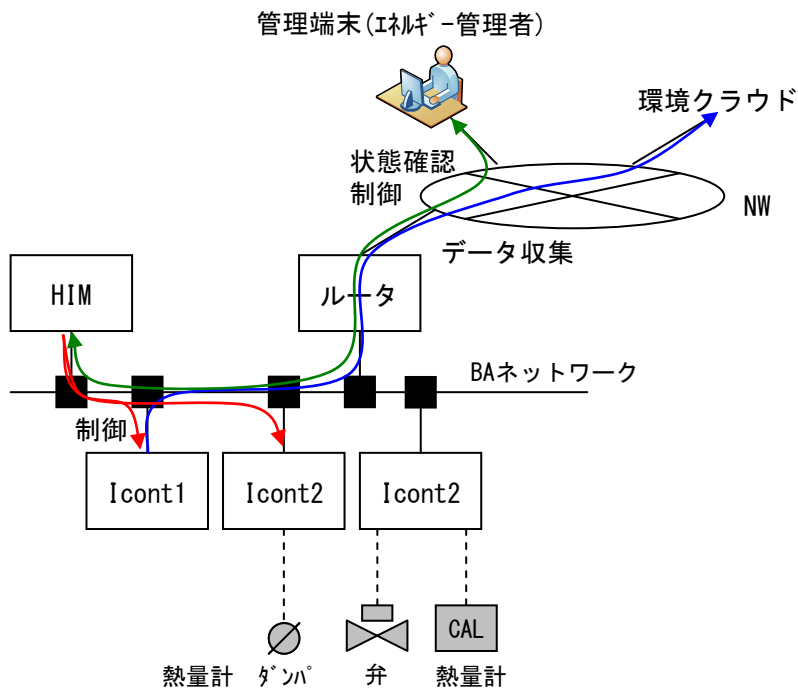 管理端末(ｴﾈﾙｷﾞｰ管理者)
環境クラウド
状態確認
制御
NW
データ収集
HIM
ルータ
BAネットワーク
制御
Icont1
Icont2
Icont2
CAL
熱量計
ﾀﾞﾝﾊﾟ
弁
熱量計